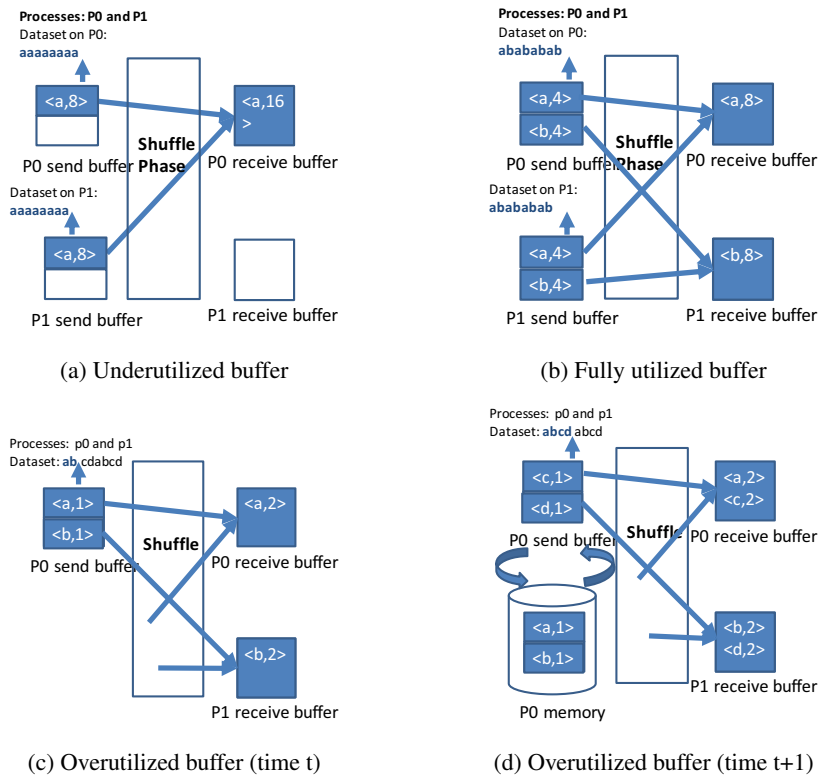 Processes: P0 and P1
Dataset on P0:
aaaaaaaa
<a,8>
<a,16
>
Shuffle
Phase
P0 send buffer
P0 receive buffer
Dataset on P1:
aaaaaaaa
<a,8>
P1 send buffer
P1 receive buffer
(a) Underutilized buffer
Processes: P0 and P1
Dataset on P0:
abababab
<a,4>
<b,4>
<a,8>
Shuffle
Phase
P0 send buffer
P0 receive buffer
Dataset on P1:
abababab
<a,4>
<b,4>
<b,8>
P1 send buffer
P1 receive buffer
(b) Fully utilized buffer
Processes: p0 and p1
Dataset: ab cdabcd
<a,1>
<b,1>
<a,2>
Shuffle
P0 send buffer
P0 receive buffer
<b,2>
P1 receive buffer
(c) Overutilized buffer (time t)
Processes: p0 and p1
Dataset: abcd abcd
<c,1>
<d,1>
<a,2>
<c,2>
Shuffle
P0 send buffer
P0 receive buffer
<a,1>
<b,1>
<b,2>
<d,2>
P0 memory
P1 receive buffer
(d) Overutilized buffer (time t+1)